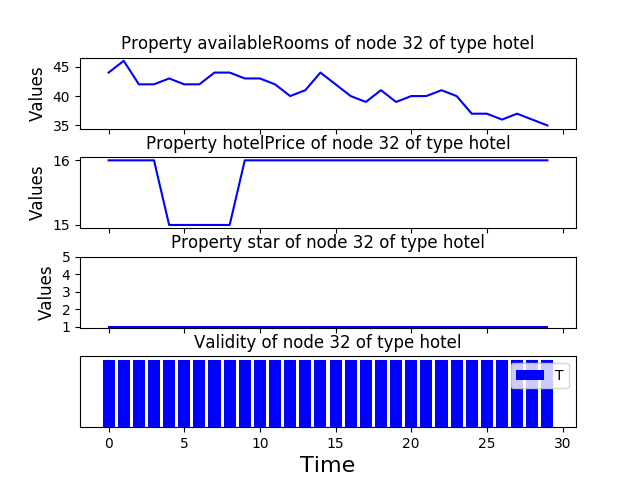 Property availableRooms of node 32 of type hotel
45
40
35
Values
Property hotelPrice of node 32 of type hotel
16
15
Values
Property star of node 32 of type hotel
5
4
3
2
1
Values
Validity of node 32 of type hotel
T
0 5 10 15 20 25 30
Time